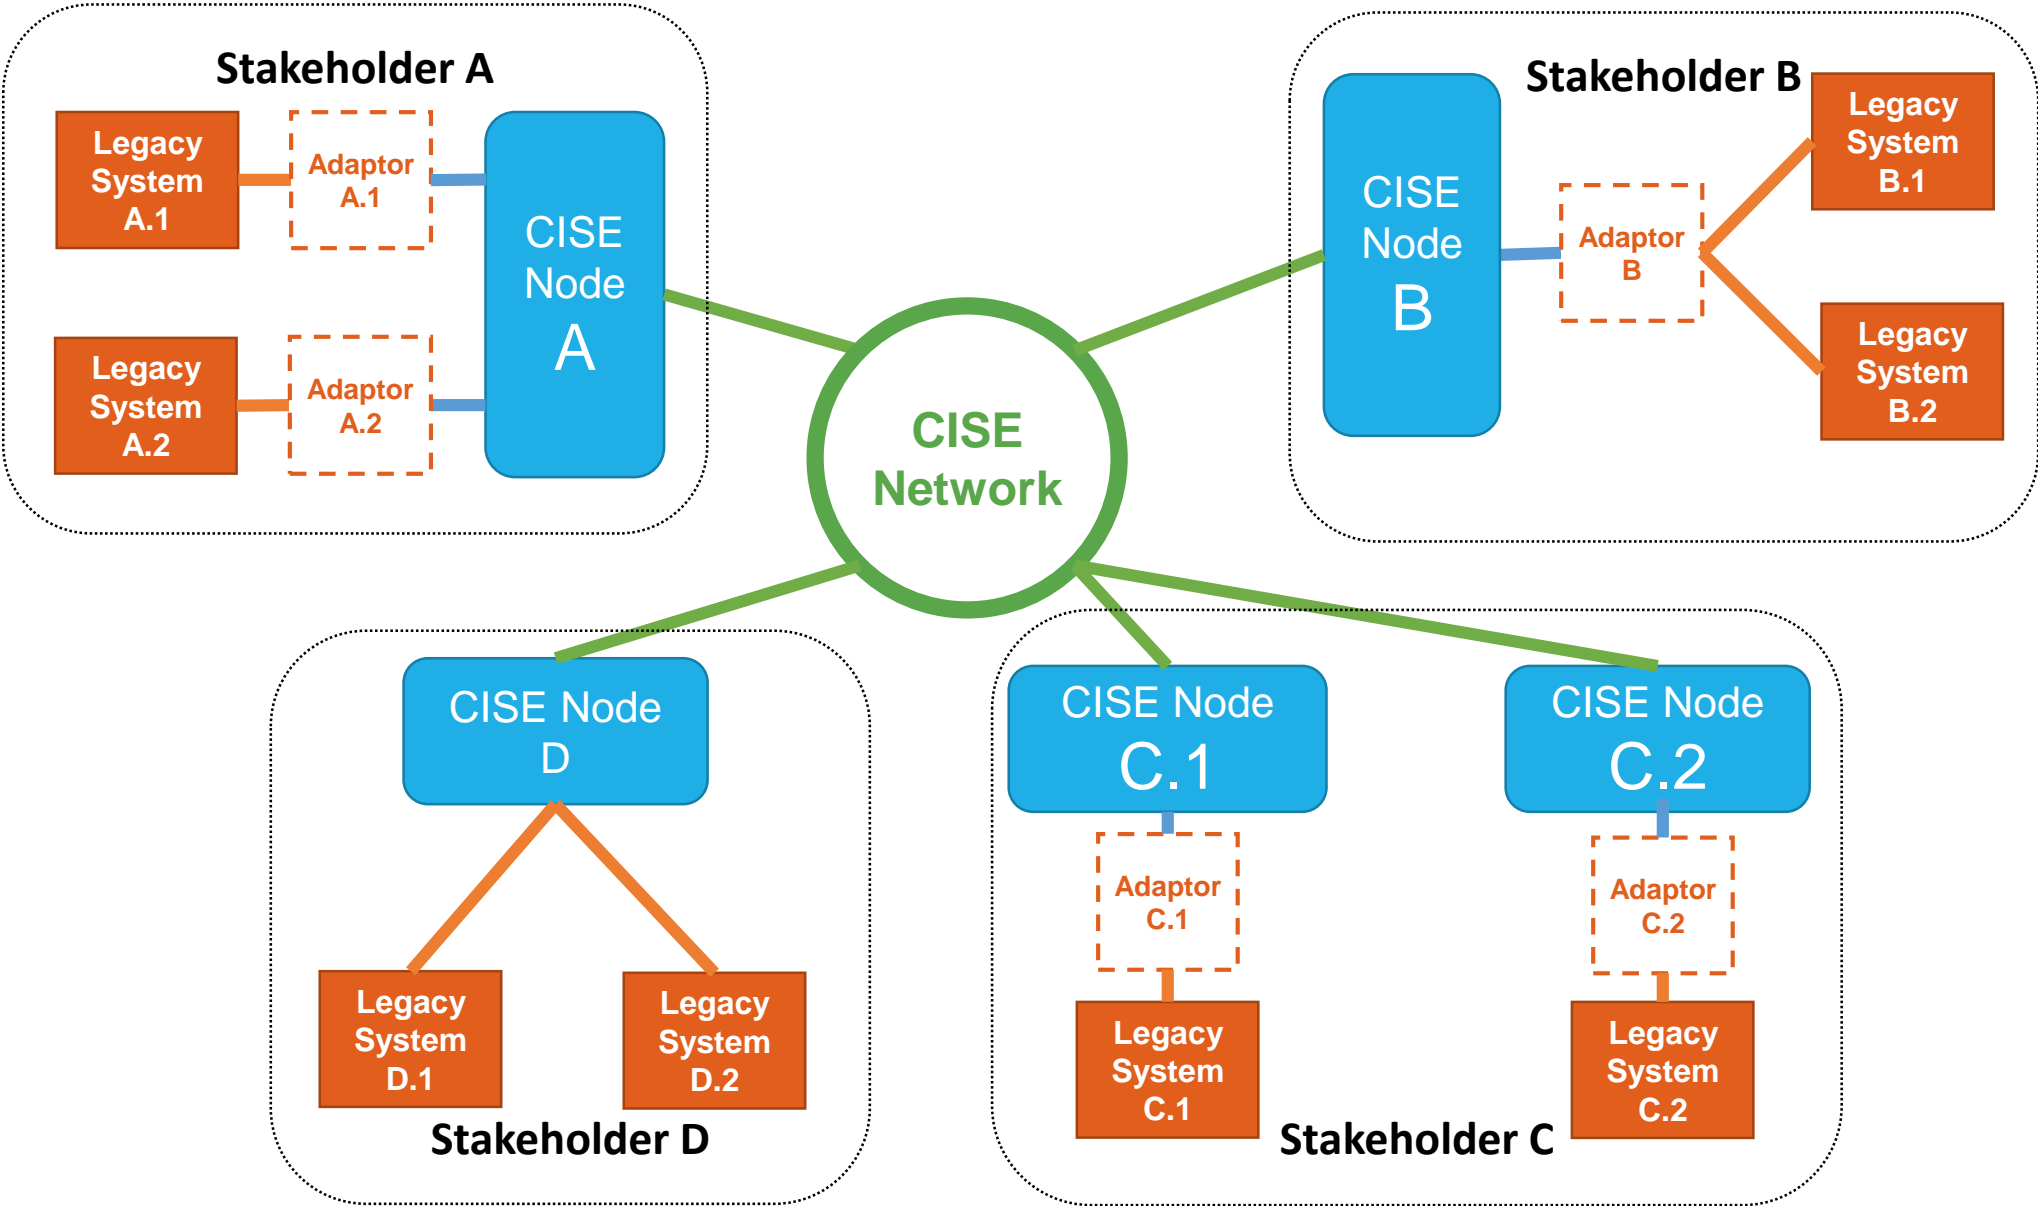 Stakeholder A
Legacy
System
A.1
Adaptor
A.1
Legacy
System
A.2
Adaptor
A.2
CISE
Node
A
Stakeholder B
CISE
Node
B
Adaptor
B
Legacy
System
B.1
Legacy
System
B.2
CISE
Network
CISE Node
D
Legacy
System
D.1
Legacy
System
D.2
Stakeholder D
CISE Node
C.1
Adaptor
C.1
Legacy
System
C.1
CISE Node
C.2
Adaptor
C.2
Legacy
System
C.2
Stakeholder C